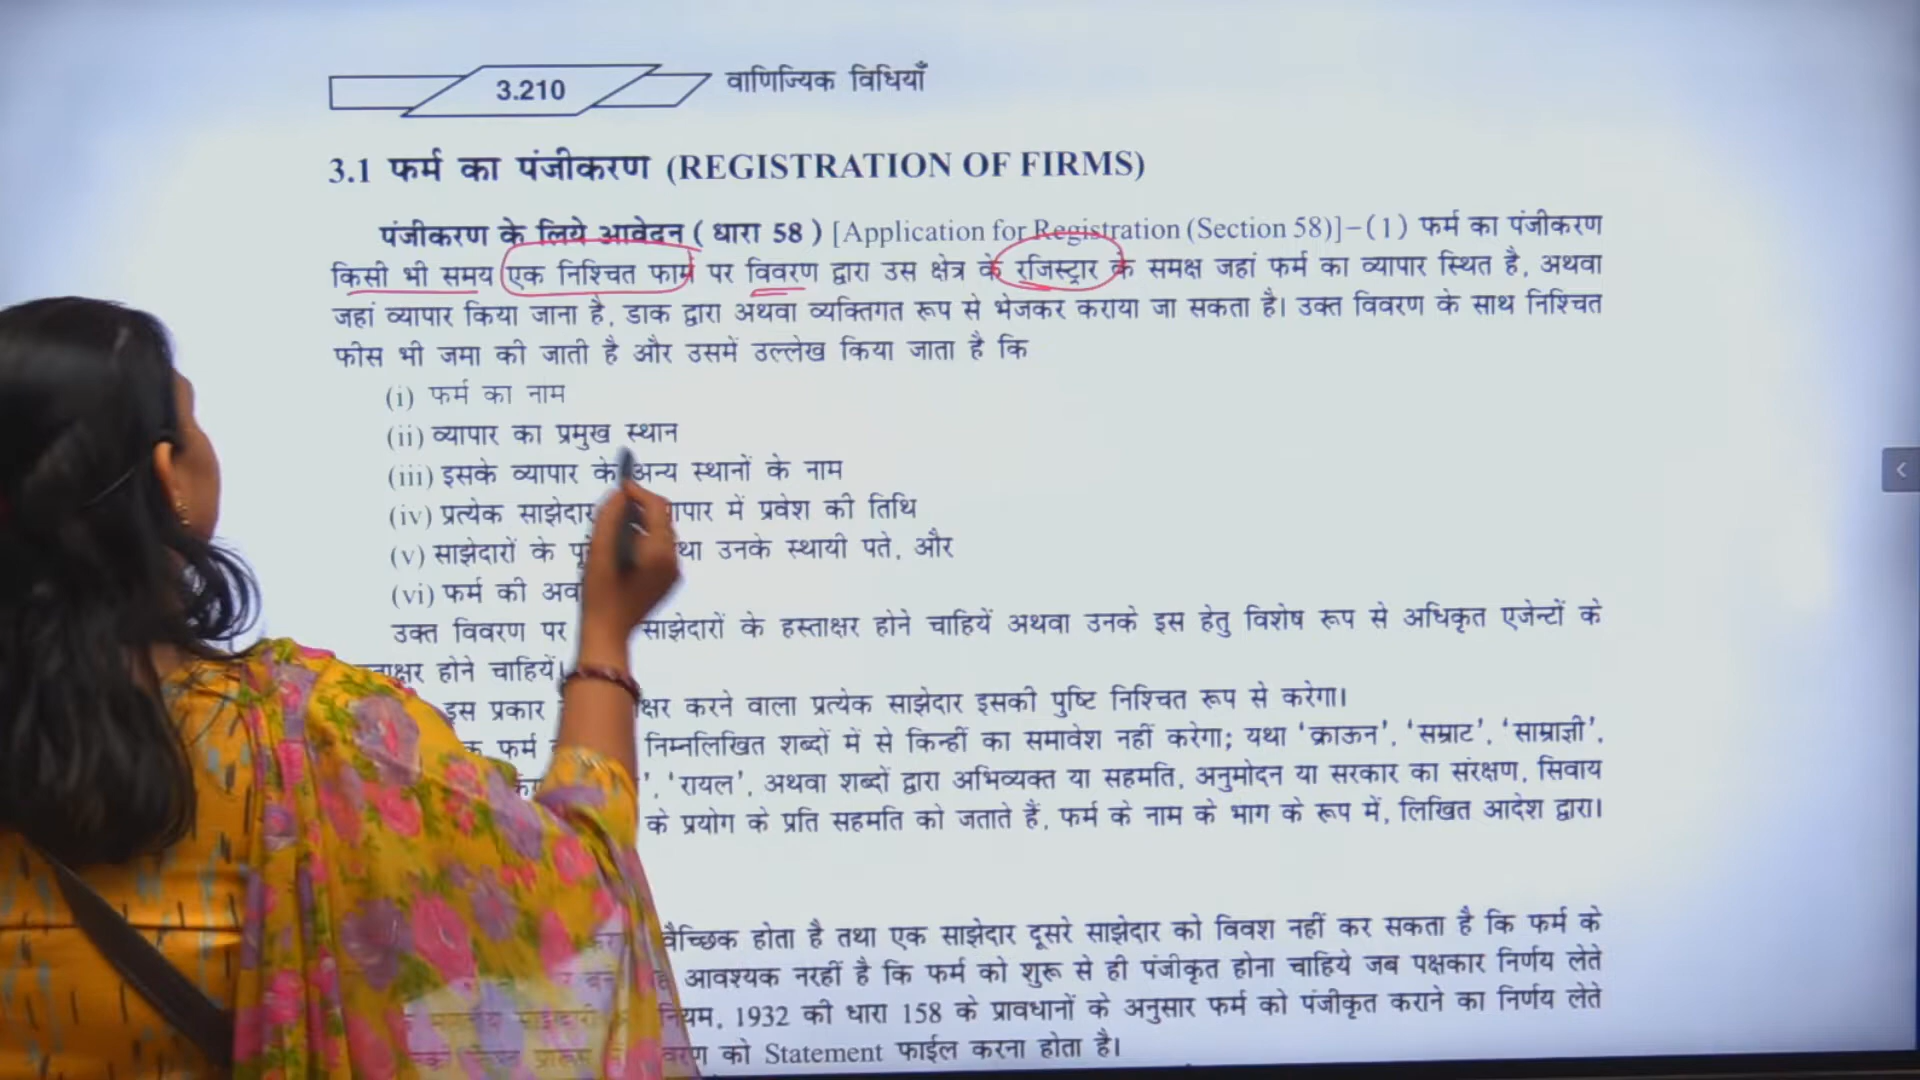 3.210 वाणिज्यिक विधियाँ
3.1 फर्म का पंजीकरण (REGISTRATION OF FIRMS)
पंजीकरण के लिये आवेदन ( धारा 58 ) [Application for Registration (Section 58)]–(1) फर्म का पंजीकरण
किसी भी समय एक निश्चित फार्म पर विवरण द्वारा उस क्षेत्र के रजिस्ट्रार के समक्ष जहां फर्म का व्यापार स्थित है, अथवा
जहां व्यापार किया जाना है, डाक द्वारा अथवा व्यक्तिगत रूप से भेजकर कराया जा सकता है। उक्त विवरण के साथ निश्चित
फीस भी जमा की जाती है और उसमें उल्लेख किया जाता है कि
(i) फर्म का नाम
(ii) व्यापार का प्रमुख स्थान
(iii) इसके व्यापार के अन्य स्थानों के नाम
(iv) प्रत्येक साझेदार में प्रवेश की तिथि
(v) साझेदारों के उनके स्थायी पते, और
(vi) फर्म की
उक्त विवरण पर साझेदारों के हस्ताक्षर होने चाहियें अथवा उनके इस हेतु विशेष रूप से अधिकृत एजेन्टों के
होने चाहियें।
इस प्रकार करने वाला प्रत्येक साझेदार इसकी पुष्टि निश्चित रूप से करेगा।
फर्म निम्नलिखित शब्दों में से किन्हीं का समावेश नहीं करेगा; यथा ‘क्राऊन’, ‘सम्राट’, ‘साम्राज्ञी’,
‘रायल’, अथवा शब्दों द्वारा अभिव्यक्त या सहमति, अनुमोदन या सरकार का संरक्षण, सिवाय
के प्रयोग के प्रति सहमति को जताते हैं, फर्म के नाम के भाग के रूप में, लिखित आदेश द्वारा।
होता है तथा एक साझेदार दूसरे साझेदार को विवश नहीं कर सकता है कि फर्म के
आवश्यक नरहीं है कि फर्म को शुरू से ही पंजीकृत होना चाहिये जब पक्षकार निर्णय लेते
1932 की धारा 158 के प्रावधानों के अनुसार फर्म को पंजीकृत कराने का निर्णय लेते
को Statement फाईल करना होता है।